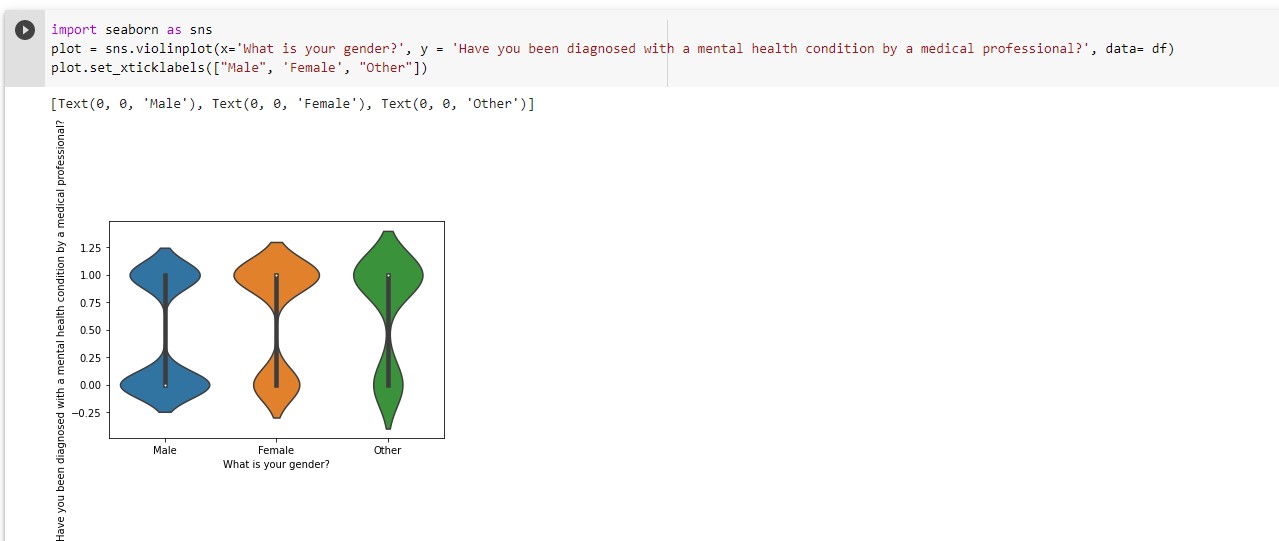 import seaborn as sns
plot = sns.violinplot(x='What is your gender?', y = 'Have you been diagnosed with a mental health condition by a medical professional?', data= df)
plot.set_xticklabels(["Male", 'Female', "Other"])
[Text(0, 0, 'Male'), Text(0, 0, 'Female'), Text(0, 0, 'Other')]
Have you been diagnosed with a mental health condition by a medical professional?
1.25
1.00
0.75
0.50
0.25
0.00
−0.25
Male Female Other
What is your gender?